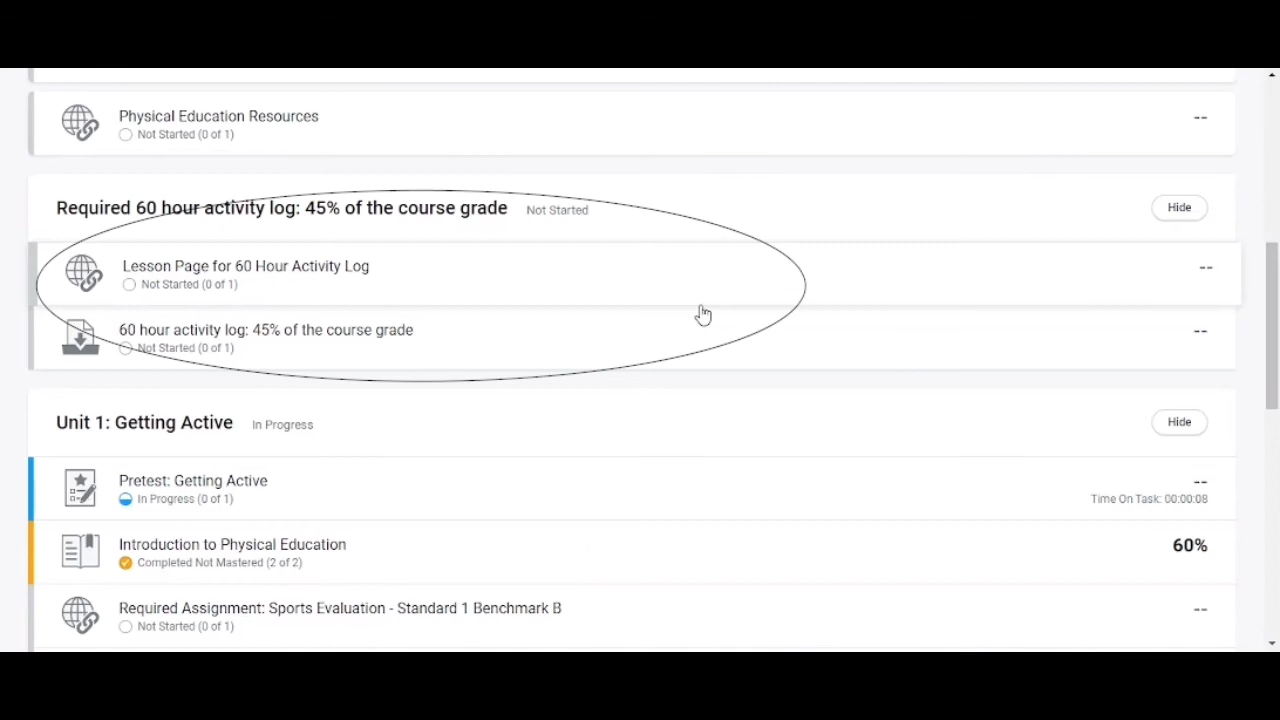 Physical Education Resources
--
Not Started (0 of 1)
Required 60 hour activity log: 45% of the course grade Not Started
Hide
Lesson Page for 60 Hour Activity Log
--
Not Started (0 of 1)
60 hour activity log: 45% of the course grade
--
Not Started (0 of 1)
Unit 1: Getting Active In Progress
Hide
Pretest: Getting Active
--
In Progress (0 of 1)
Time On Task: 00:00:08
Introduction to Physical Education
60%
Completed Not Mastered (2 of 2)
Required Assignment: Sports Evaluation - Standard 1 Benchmark B
--
Not Started (0 of 1)